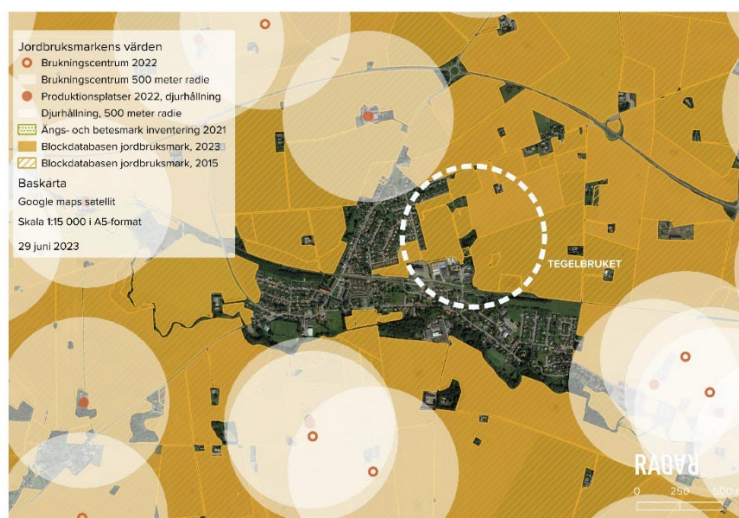 Jordbruksmarkens värden
Brukningscentrum 2022
Brukningscentrum 500 meter radie
Produktionsplatser 2022, djurhållning
Djurhållning, 500 meter radie
Ängs- och betesmark inventering 2021
Blockdatabasen jordbruksmark, 2023
Blockdatabasen jordbruksmark, 2015
Baskarta
Google maps satellit
Skala 1:15 000 i A5-format
29 juni 2023
TEGELBRUKET
RADAR
0 250 500 m